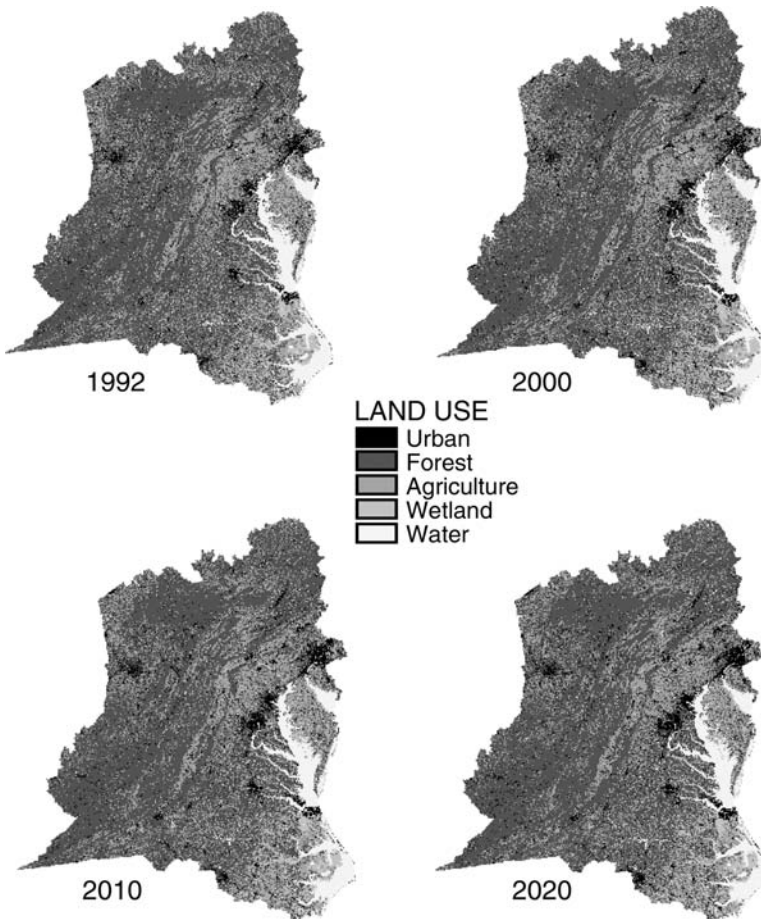 1992
2000
LAND USE
Urban
Forest
Agriculture
Wetland
Water
2010
2020